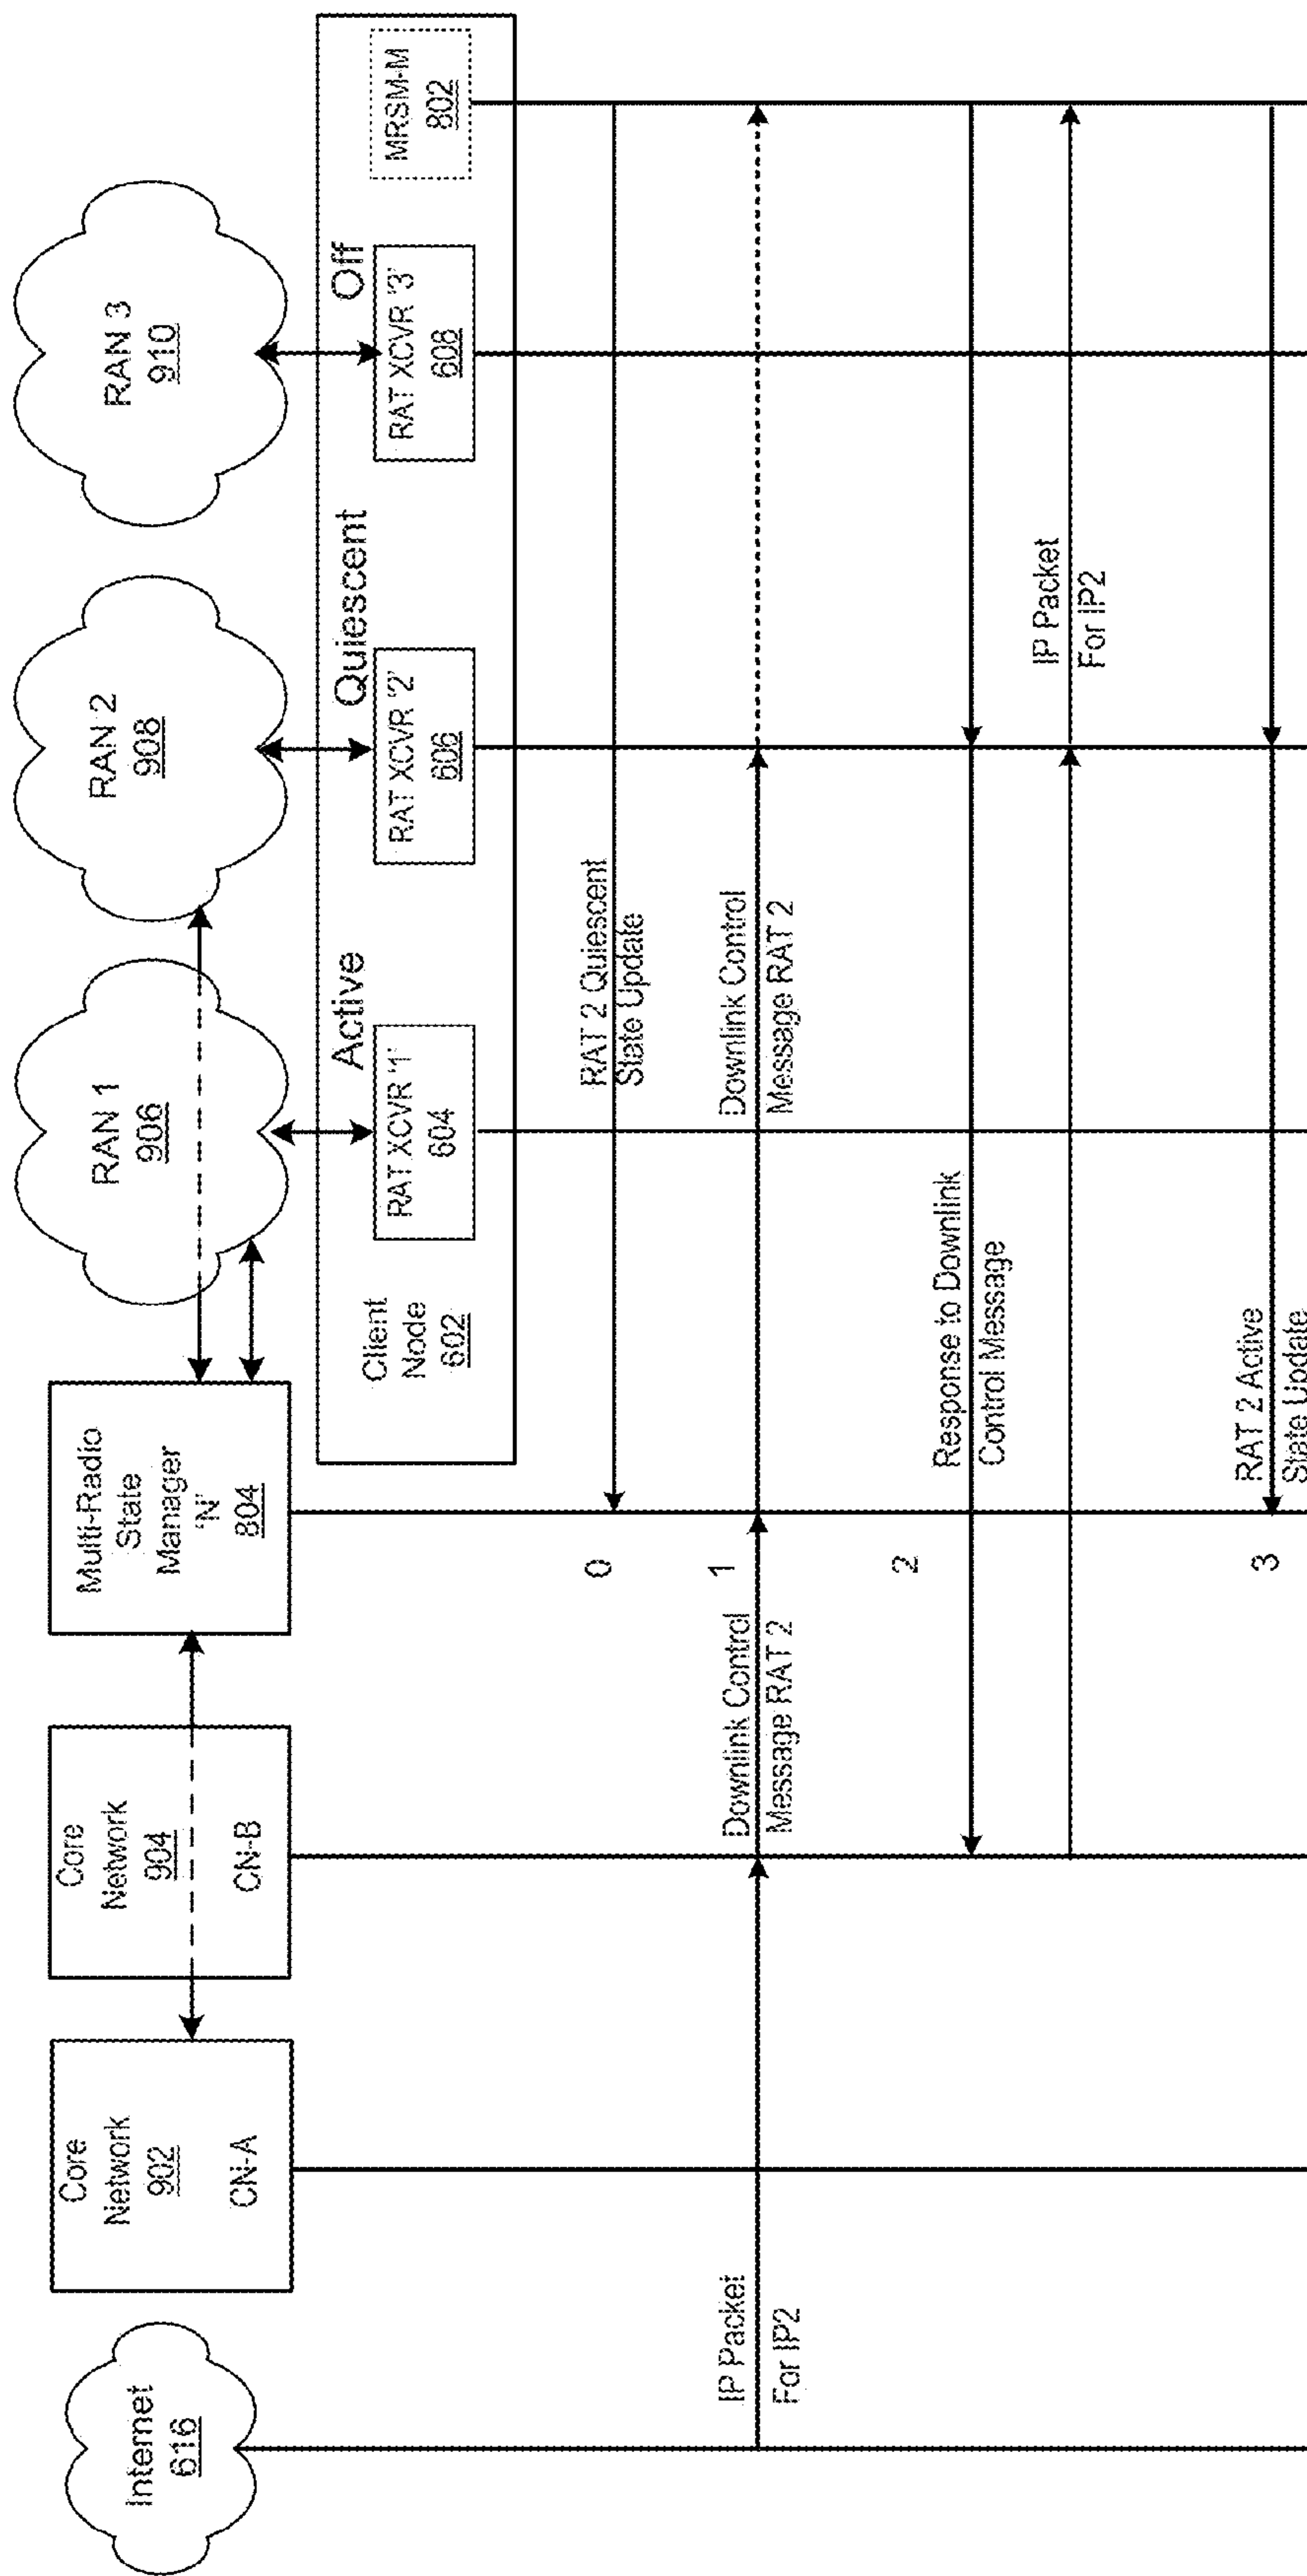 Internet
616
Core
Network
902
CN-A
Core
Network
904
CN-B
Multi-Radio
State
Manager
'N'
804
RAN 1
906
RAN 2
908
RAN 3
910
Client
Node
602
Active
RAT XCVR '1'
604
Quiescent
RAT XCVR '2'
606
Off
RAT XCVR '3'
608
MRSM-M
802
0
RAT 2 Quiescent
State Update
IP Packet
For IP2
Downlink Control
Message RAT 2
1
Downlink Control
Message RAT 2
2
Response to Downlink
Control Message
IP Packet
For IP2
3
RAT 2 Active
State Update